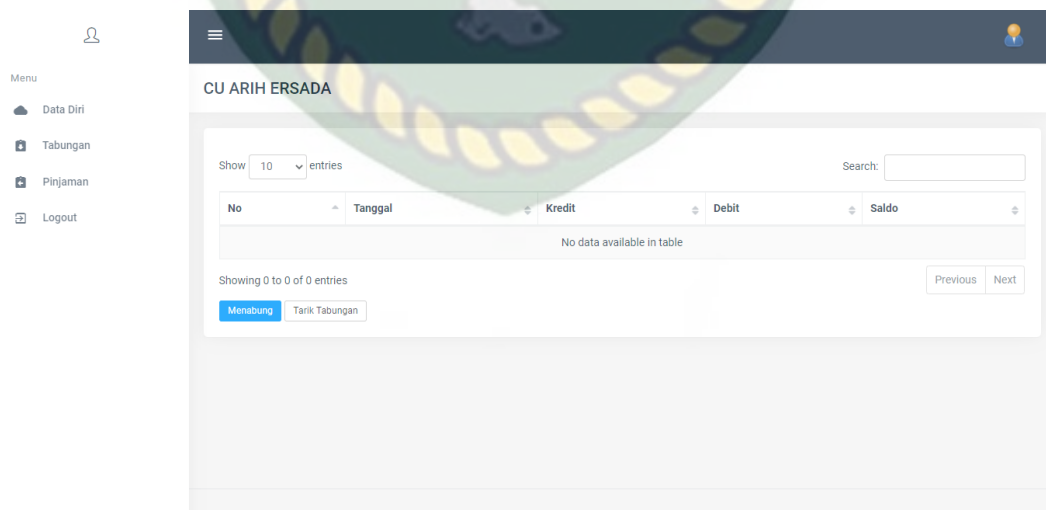 Menu
Data Diri
Tabungan
Pinjaman
Logout
CU ARIH ERSADA
Show 10 entries
Search:
No Tanggal Kredit Debit Saldo
No data available in table
Showing 0 to 0 of 0 entries
Previous Next
Menabung Tarik Tabungan